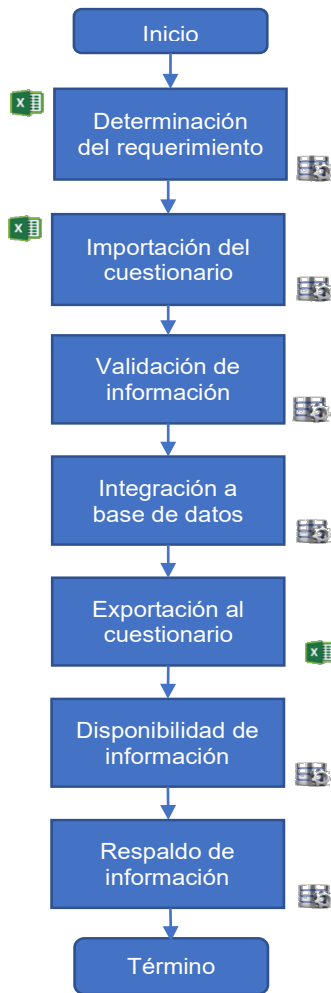 Inicio
Determinación
del requerimiento
Importación del
cuestionario
Validación de
información
Integración a
base de datos
Exportación al
cuestionario
Disponibilidad de
información
Respaldo de
información
Término